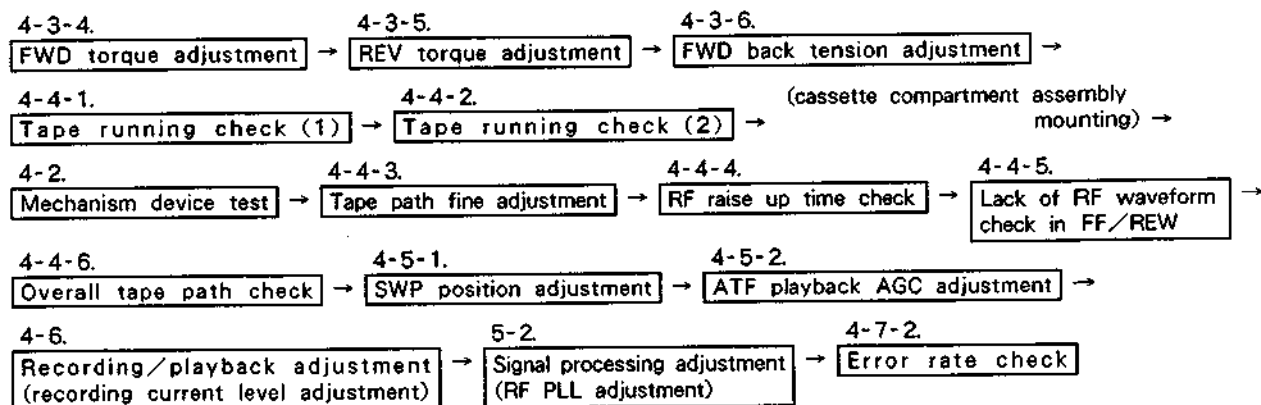 4-3-4. 4-3-5. 4-3-6.
FWD torque adjustment → REV torque adjustment → FWD back tension adjustment →
4-4-1. 4-4-2. (cassette compartment assembly
Tape running check (1) → Tape running check (2) → mounting) →
4-2. 4-4-3. 4-4-4. 4-4-5.
Mechanism device test → Tape path fine adjustment → RF raise up time check → Lack of RF waveform →
check in FF/REW
4-4-6. 4-5-1. 4-5-2.
Overall tape path check → SWP position adjustment → ATF playback AGC adjustment →
4-6. 5-2. 4-7-2.
Recording/playback adjustment → Signal processing adjustment → Error rate check
(recording current level adjustment) (RF PLL adjustment)